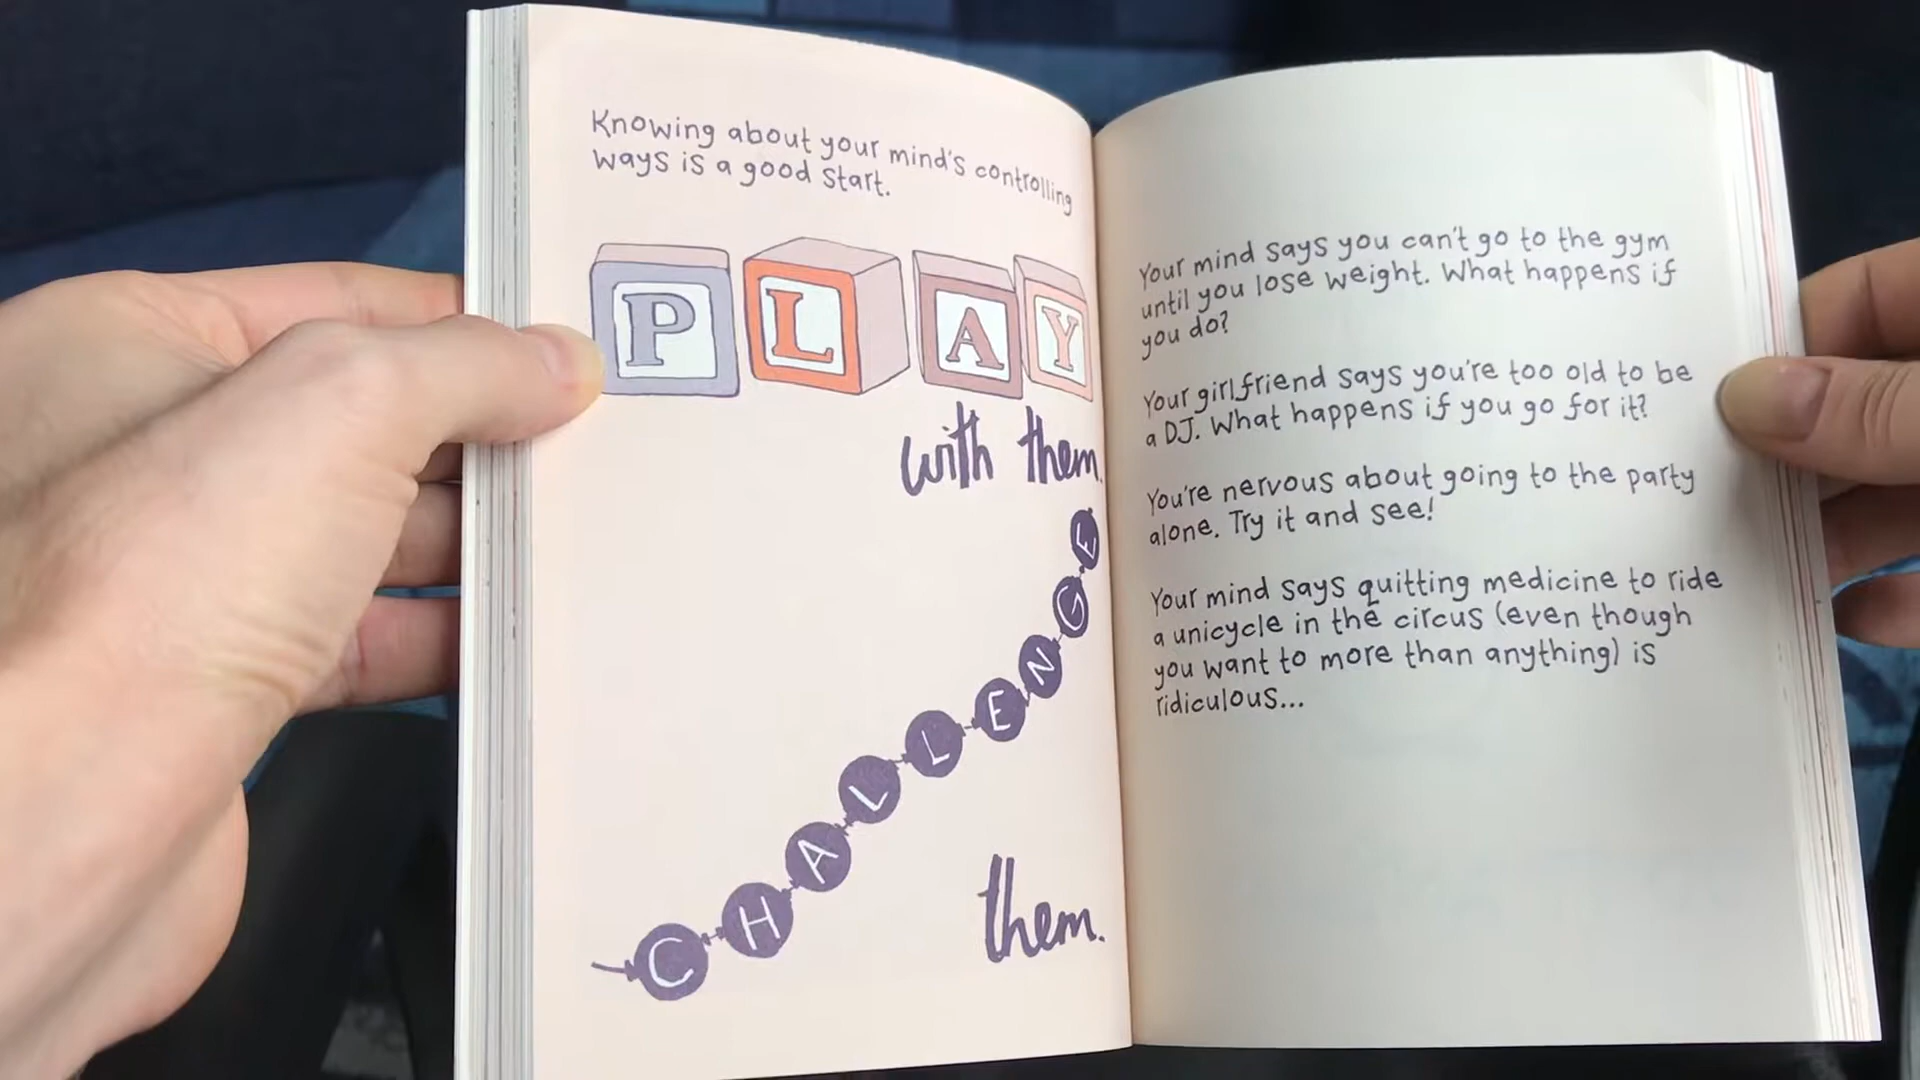 Knowing about your mind's controlling
ways is a good start.
PLAY
with them.
CHALLENGE
them.
Your mind says you can't go to the gym
until you lose weight. What happens if
you do?
Your girlfriend says you're too old to be
a DJ. What happens if you go for it?
You're nervous about going to the party
alone. Try it and see!
Your mind says quitting medicine to ride
a unicycle in the circus (even though
you want to more than anything) is
ridiculous...